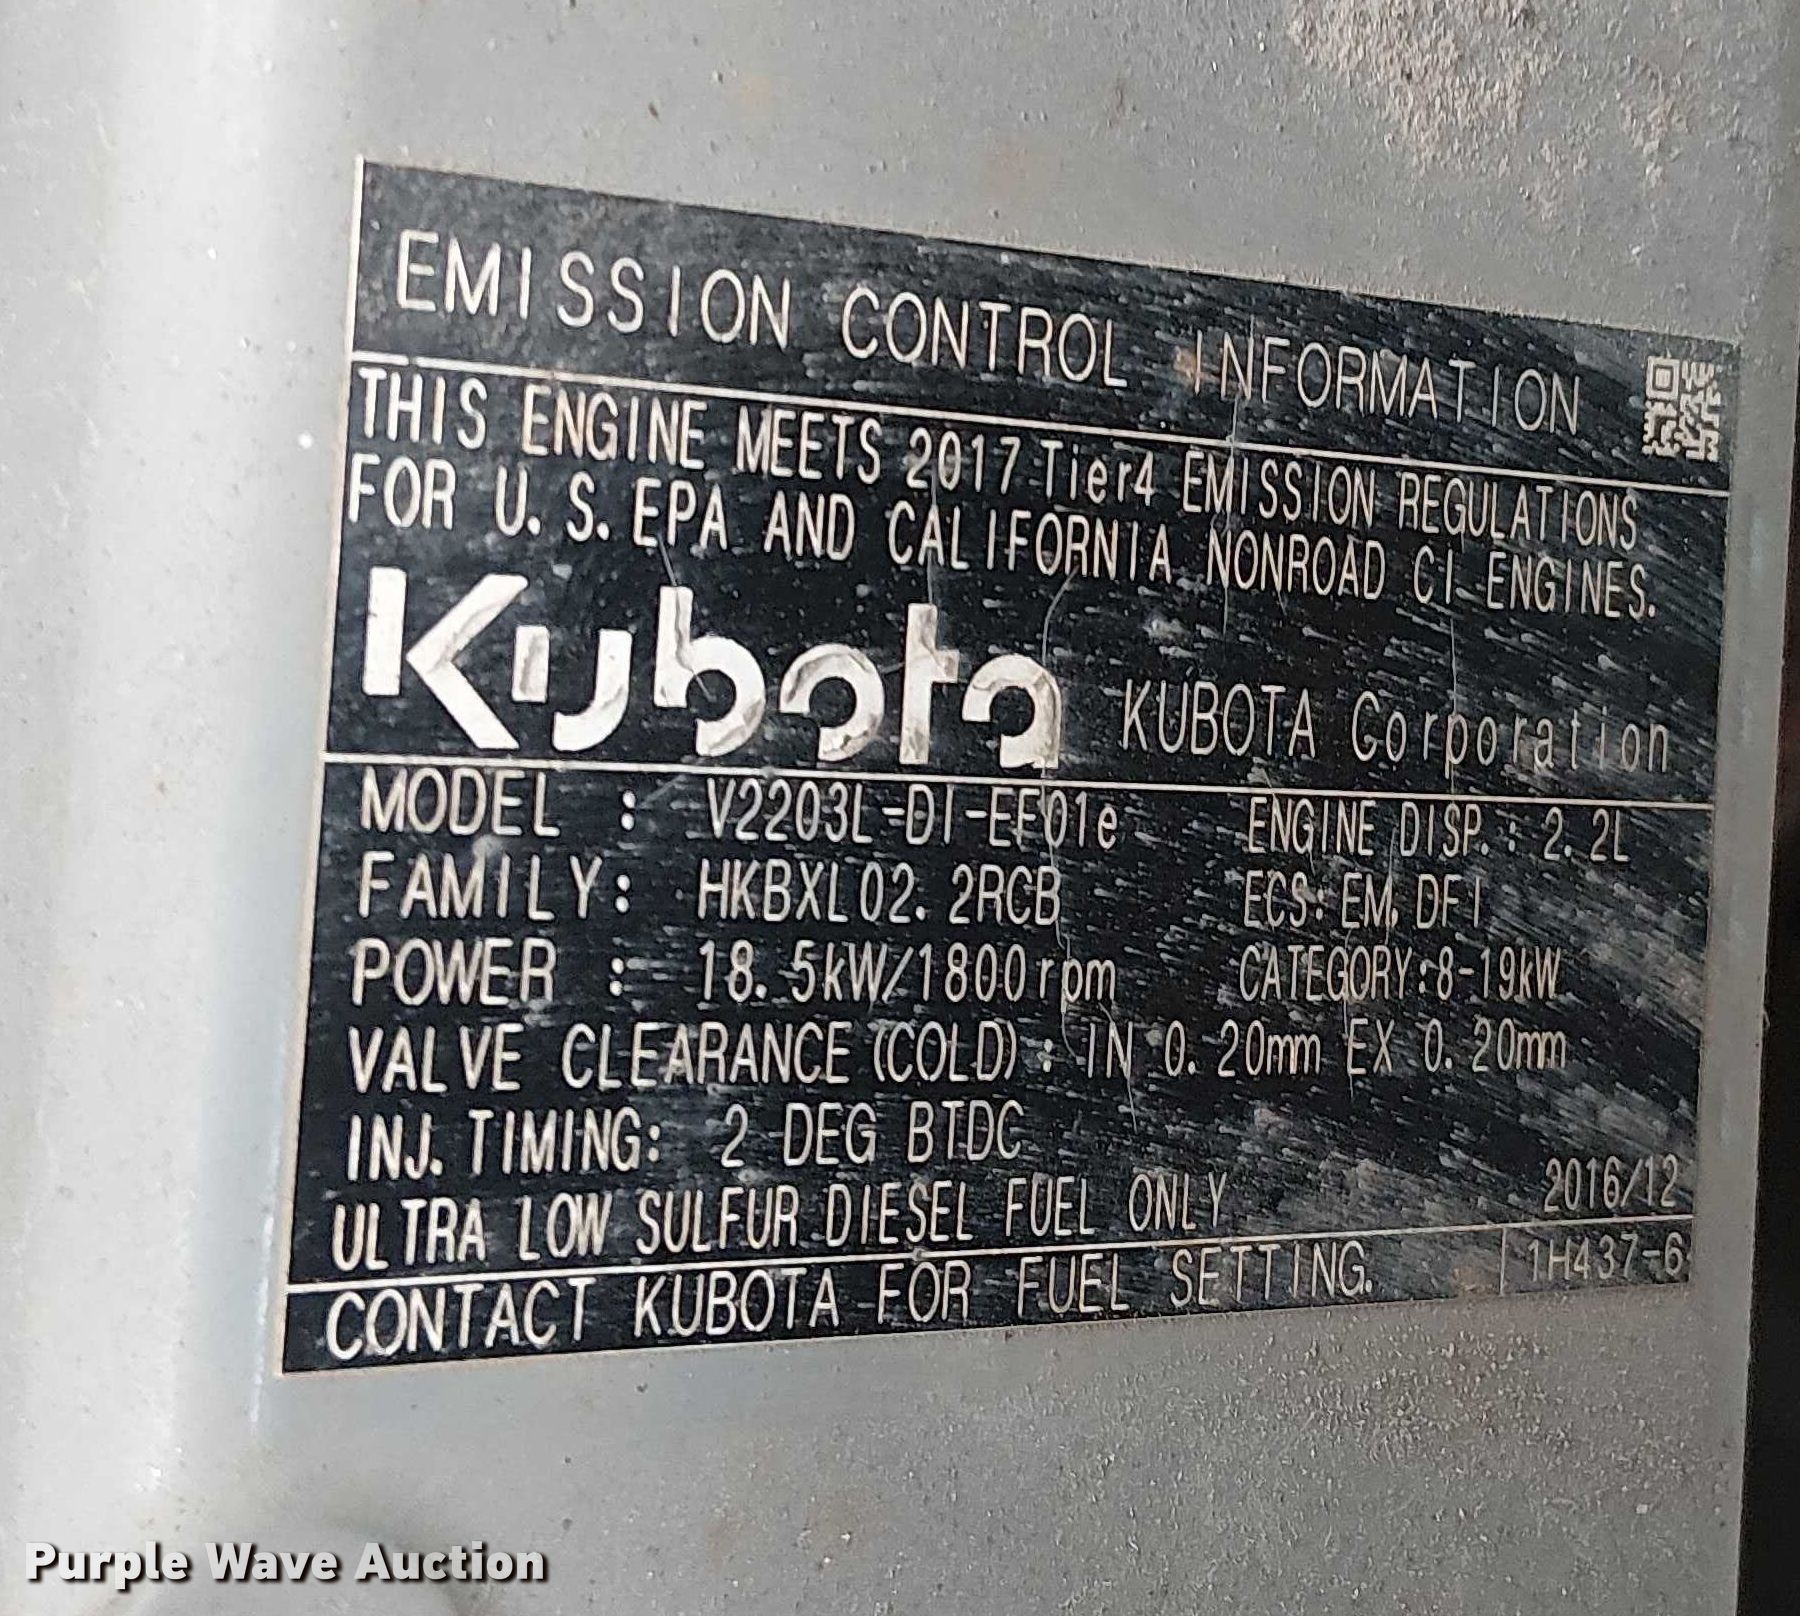 EMISSION CONTROL INFORMATION
THIS ENGINE MEETS 2017 Tier4 EMISSION REGULATIONS
FOR U.S.EPA AND CALIFORNIA NONROAD CI ENGINES.
Kubota KUBOTA Corporation
MODEL : V2203L-DI-EF01e ENGINE DISP.: 2.2L
FAMILY: HKBXL02.2RCB ECS: EM, DFI
POWER : 18.5kW/1800rpm CATEGORY:8-19kW
VALVE CLEARANCE (COLD): IN 0.20mm EX 0.20mm
INJ. TIMING: 2 DEG BTDC
ULTRA LOW SULFUR DIESEL FUEL ONLY 2016/12
CONTACT KUBOTA FOR FUEL SETTING. 1H437-6
Purple Wave Auction